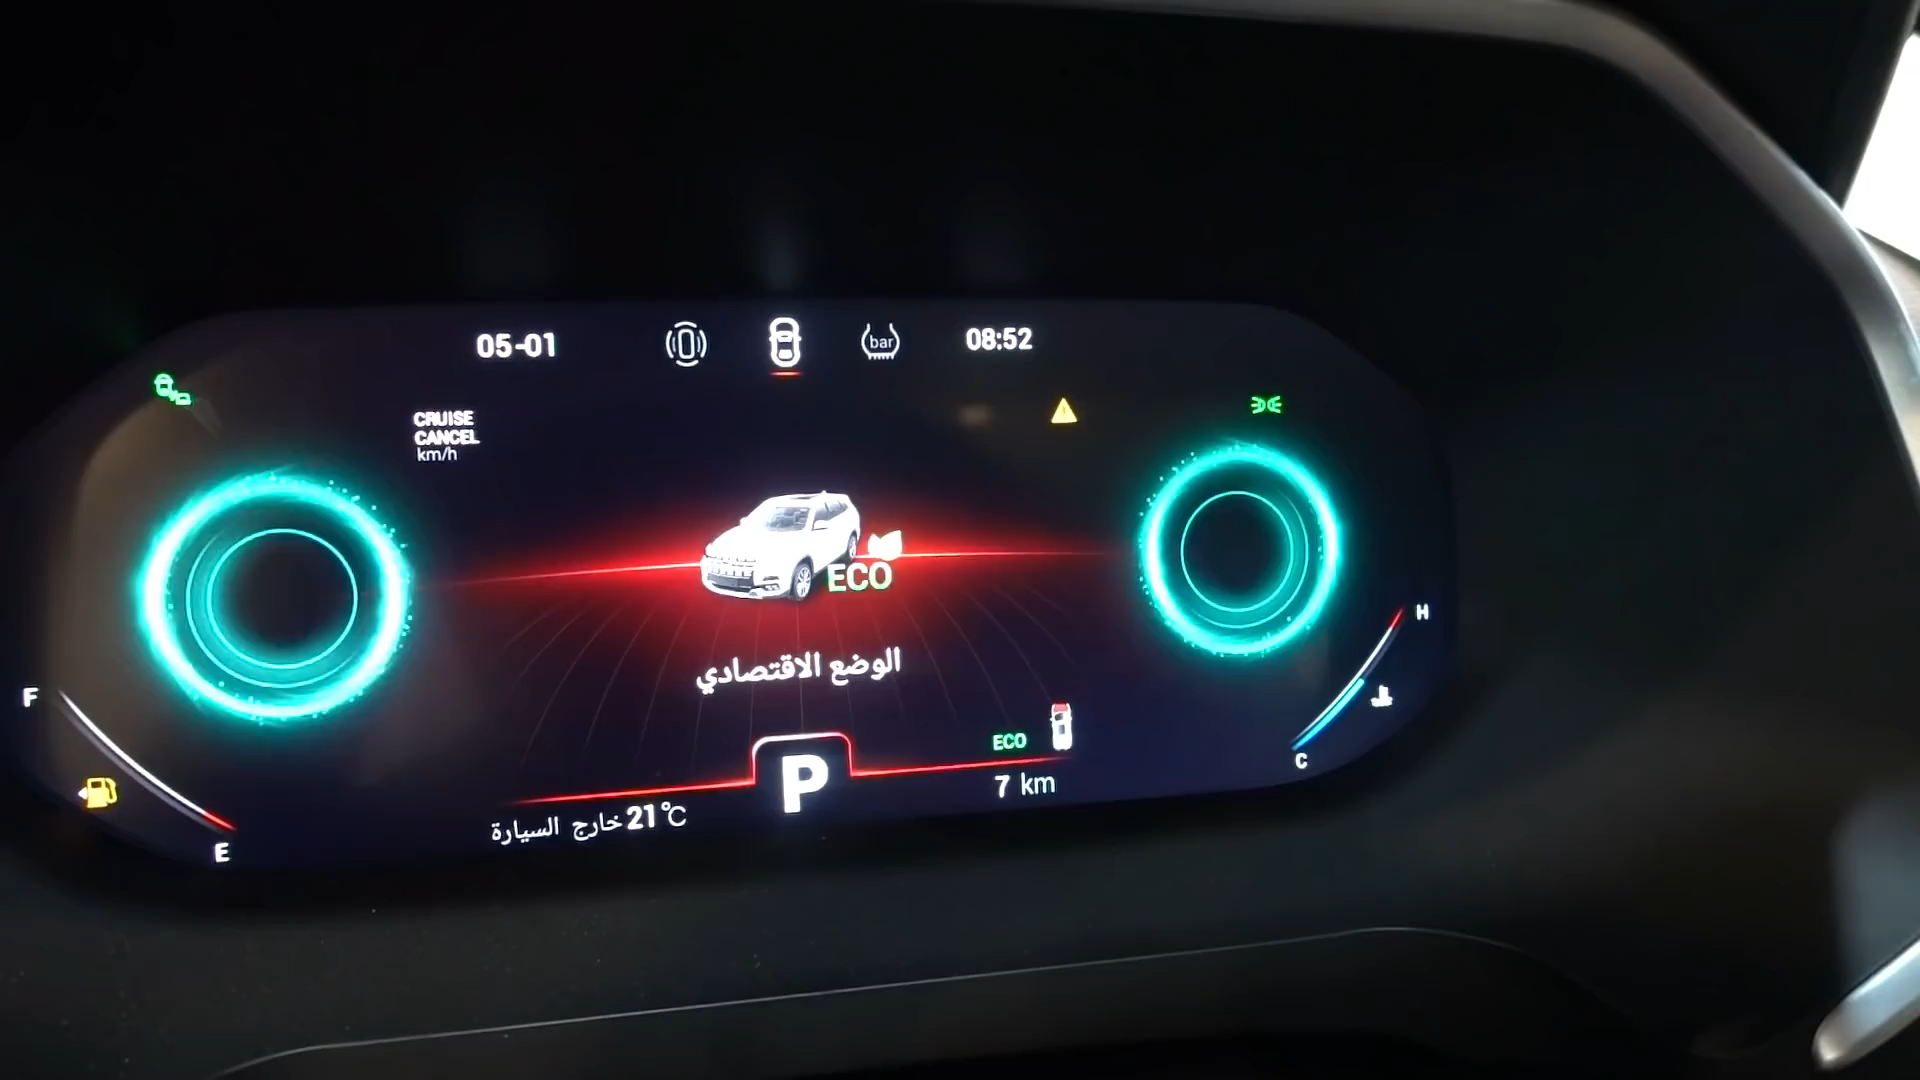 05-01
bar
08:52
CRUISE
CANCEL
km/h
ECO
الوضع الاقتصادي
H
C
F
E
ECO
P
7 km
خارج السيارة 21°C